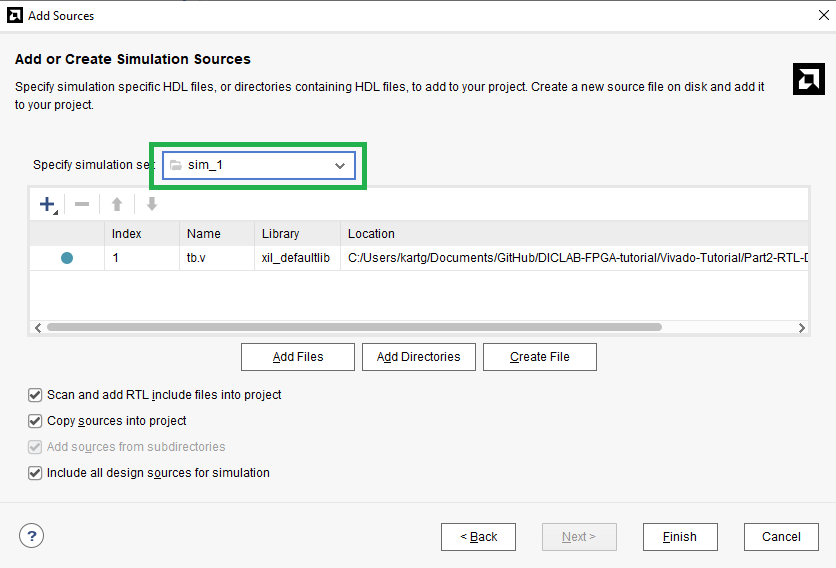 Add Sources
Add or Create Simulation Sources
Specify simulation specific HDL files, or directories containing HDL files, to add to your project. Create a new source file on disk and add it
to your project.
Specify simulation set sim_1
Index Name Library Location
1 tb.v xil_defaultlib C:/Users/kartg/Documents/GitHub/DICLAB-FPGA-tutorial/Vivado-Tutorial/Part2-RTL-D
Add Files Add Directories Create File
Scan and add RTL include files into project
Copy sources into project
Add sources from subdirectories
Include all design sources for simulation
? < Back Next > Finish Cancel